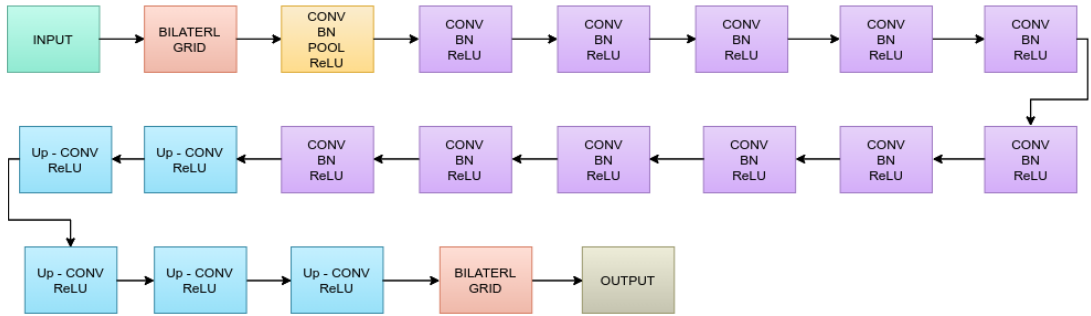 INPUT
BILATERL
GRID
CONV
BN
POOL
ReLU
CONV
BN
ReLU
CONV
BN
ReLU
CONV
BN
ReLU
CONV
BN
ReLU
CONV
BN
ReLU
CONV
BN
ReLU
CONV
BN
ReLU
CONV
BN
ReLU
CONV
BN
ReLU
CONV
BN
ReLU
CONV
BN
ReLU
Up - CONV
ReLU
Up - CONV
ReLU
Up - CONV
ReLU
Up - CONV
ReLU
Up - CONV
ReLU
BILATERL
GRID
OUTPUT